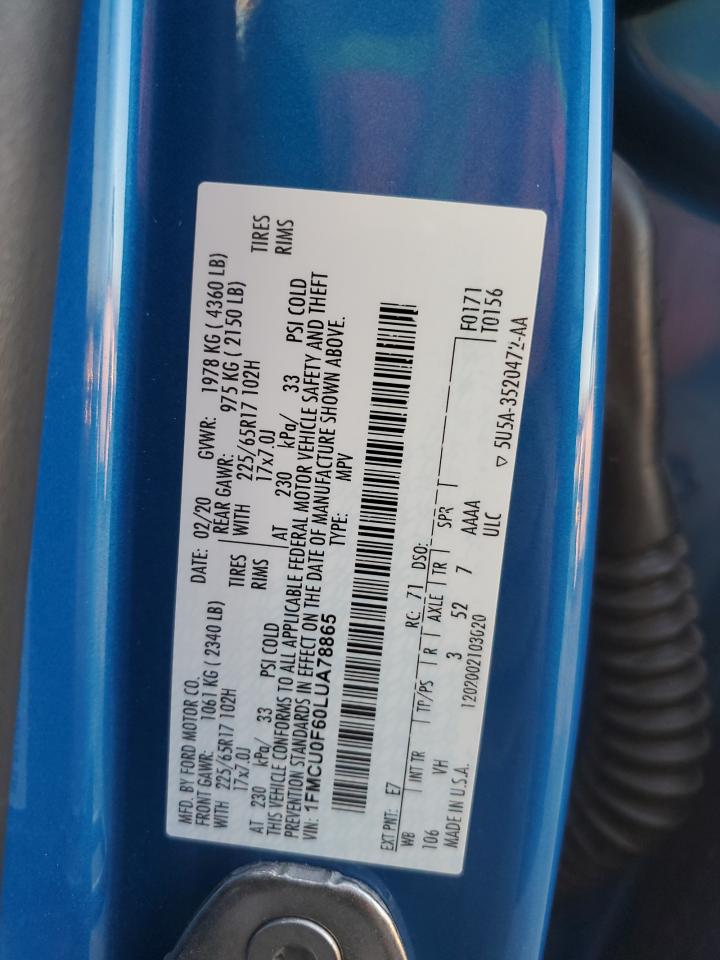 MFD. BY FORD MOTOR CO.
DATE: 02/20 GVWR: 1978 KG ( 4360 LB)
FRONT GAWR: 1061 KG ( 2340 LB) REAR GAWR: 975 KG ( 2150 LB)
WITH 225/65R17 102H TIRES WITH 225/65R17 102H TIRES
17x7.0J RIMS 17x7.0J RIMS
AT 230 kPa/ 33 PSI COLD AT 230 kPa/ 33 PSI COLD
THIS VEHICLE CONFORMS TO ALL APPLICABLE FEDERAL MOTOR VEHICLE SAFETY AND THEFT
PREVENTION STANDARDS IN EFFECT ON THE DATE OF MANUFACTURE SHOWN ABOVE.
VIN: 1FMCU0F60LUA78865 TYPE: MPV
EXT PNT: E7 RC: 71 DSO:
WB INT TR TP/PS R AXLE TR SPR F0171
106 VH 3 52 7 AAAA T0156
MADE IN U.S.A. 1202002103G20 ULC
5U5A-3520472-AA